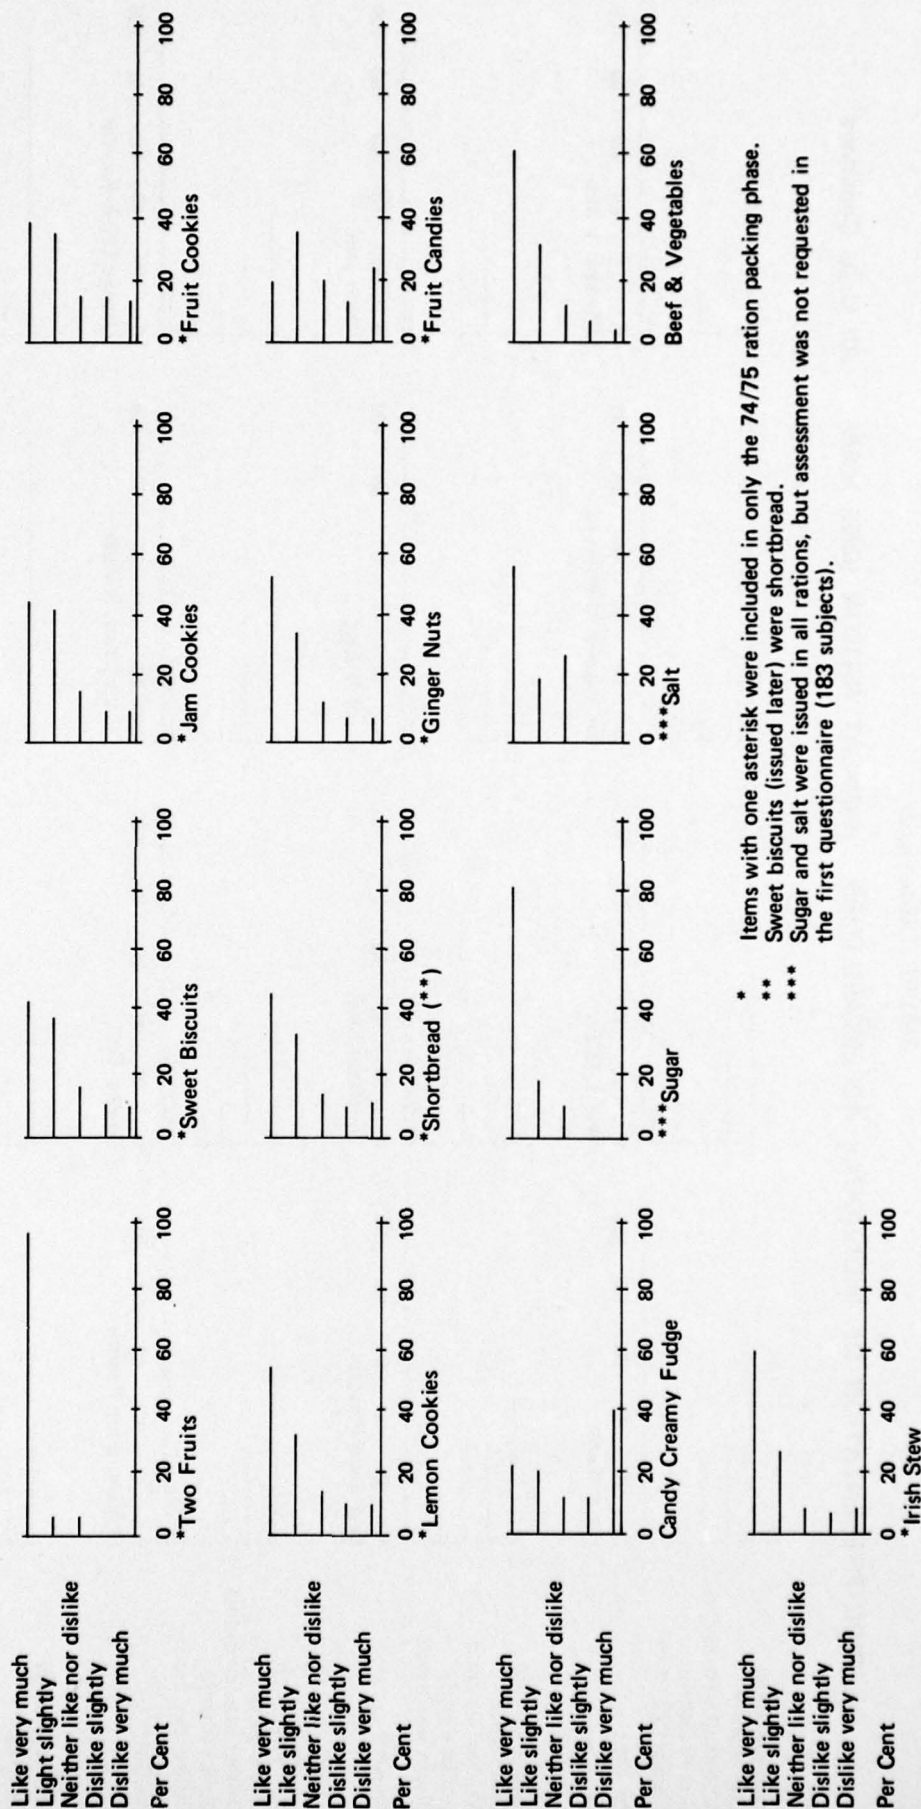 Like very much
Light slightly
Neither like nor dislike
Dislike slightly
Dislike very much
Per Cent
0 20 40 60 80 100
*Two Fruits
0 20 40 60 80 100
*Sweet Biscuits
0 20 40 60 80 100
*Jam Cookies
0 20 40 60 80 100
*Fruit Cookies
Like very much
Like slightly
Neither like nor dislike
Dislike slightly
Dislike very much
Per Cent
0 20 40 60 80 100
*Lemon Cookies
0 20 40 60 80 100
*Shortbread (**)
0 20 40 60 80 100
*Ginger Nuts
0 20 40 60 80 100
*Fruit Candies
Like very much
Like slightly
Neither like nor dislike
Dislike slightly
Dislike very much
Per Cent
0 20 40 60 80 100
Candy Creamy Fudge
0 20 40 60 80 100
***Sugar
0 20 40 60 80 100
***Salt
0 20 40 60 80 100
Beef & Vegetables
Like very much
Like slightly
Neither like nor dislike
Dislike slightly
Dislike very much
Per Cent
0 20 40 60 80 100
*Irish Stew
* Items with one asterisk were included in only the 74/75 ration packing phase.
** Sweet biscuits (issued later) were shortbread.
*** Sugar and salt were issued in all rations, but assessment was not requested in
the first questionnaire (183 subjects).